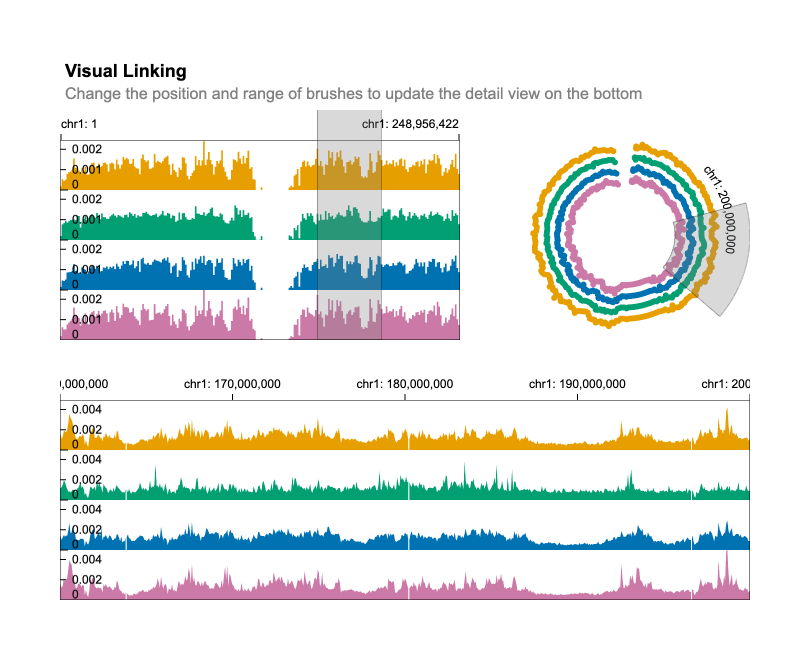 Visual Linking
Change the position and range of brushes to update the detail view on the bottom
chr1: 1
chr1: 248,956,422
0.002
0.001
0
0.002
0.001
0
0.002
0.001
0
0.002
0.001
0
chr1: 200,000,000
0,000,000
chr1: 170,000,000
chr1: 180,000,000
chr1: 190,000,000
chr1: 200
0.004
0.002
0
0.004
0.002
0
0.004
0.002
0
0.004
0.002
0